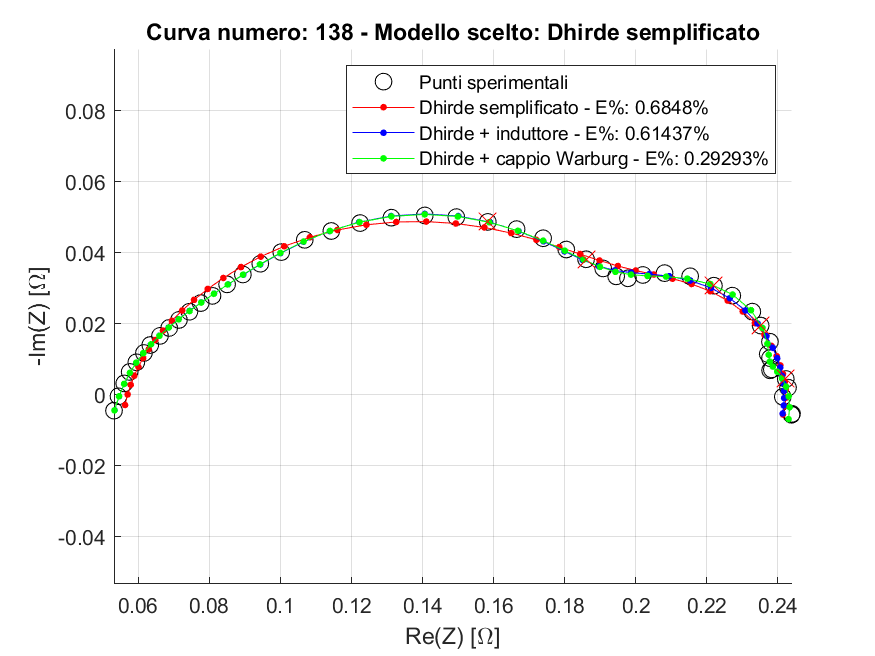 Curva numero: 138 - Modello scelto: Dhirde semplificato
Punti sperimentali
Dhirde semplificato - E%: 0.6848%
Dhirde + induttore - E%: 0.61437%
Dhirde + cappio Warburg - E%: 0.29293%
0.08
0.06
0.04
0.02
0
-0.02
-0.04
-Im(Z) [Ω]
0.06 0.08 0.1 0.12 0.14 0.16 0.18 0.2 0.22 0.24
Re(Z) [Ω]